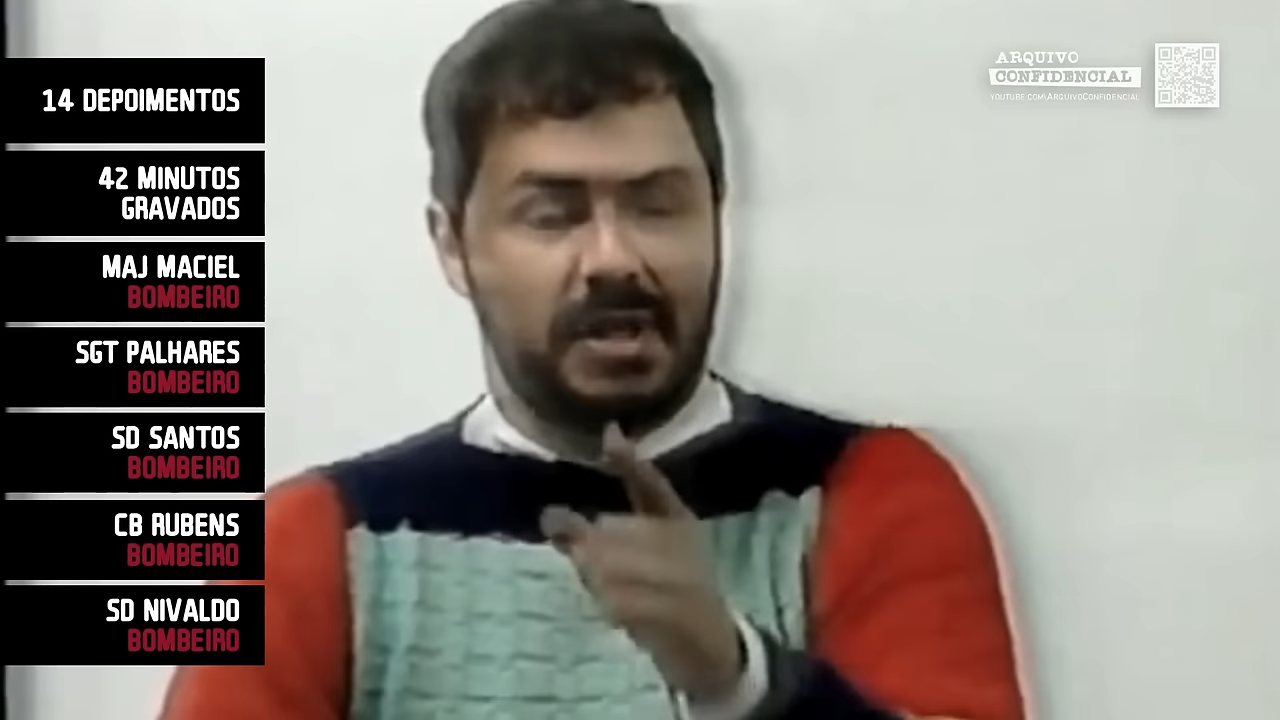 14 DEPOIMENTOS
42 MINUTOS
GRAVADOS
MAJ MACIEL
BOMBEIRO
SGT PALHARES
BOMBEIRO
SD SANTOS
BOMBEIRO
CB RUBENS
BOMBEIRO
SD NIVALDO
BOMBEIRO
ARQUIVO
CONFIDENCIAL
YOUTUBE.COM\ARQUIVOCONFIDENCIAL